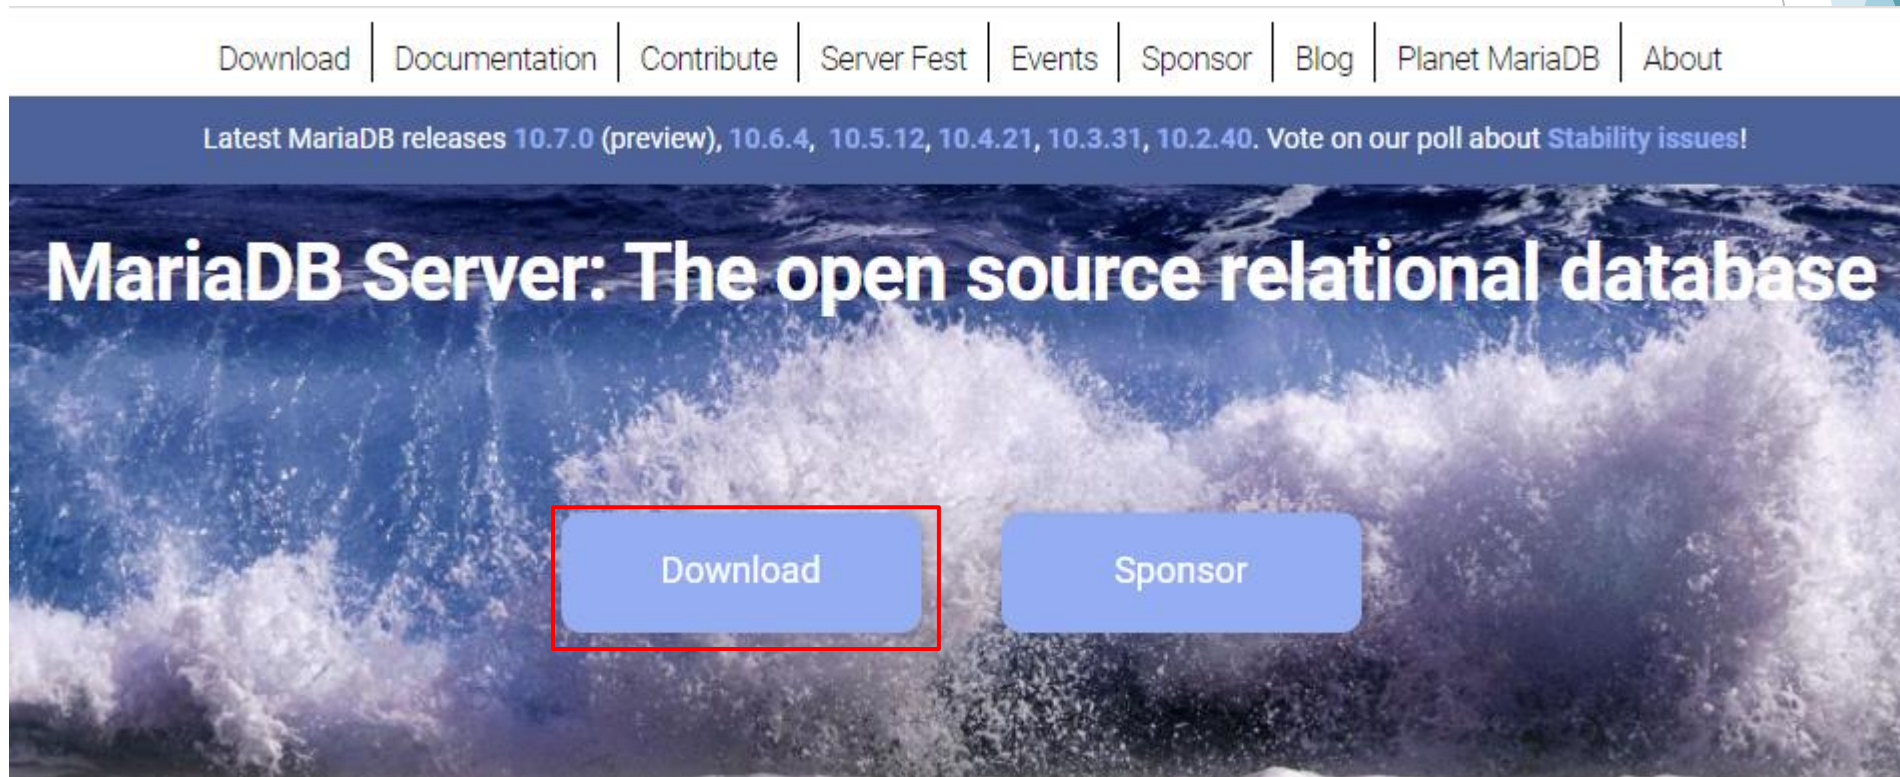 Download | Documentation | Contribute | Server Fest | Events | Sponsor | Blog | Planet MariaDB | About
Latest MariaDB releases 10.7.0 (preview), 10.6.4, 10.5.12, 10.4.21, 10.3.31, 10.2.40. Vote on our poll about Stability issues!
MariaDB Server: The open source relational database
Download Sponsor